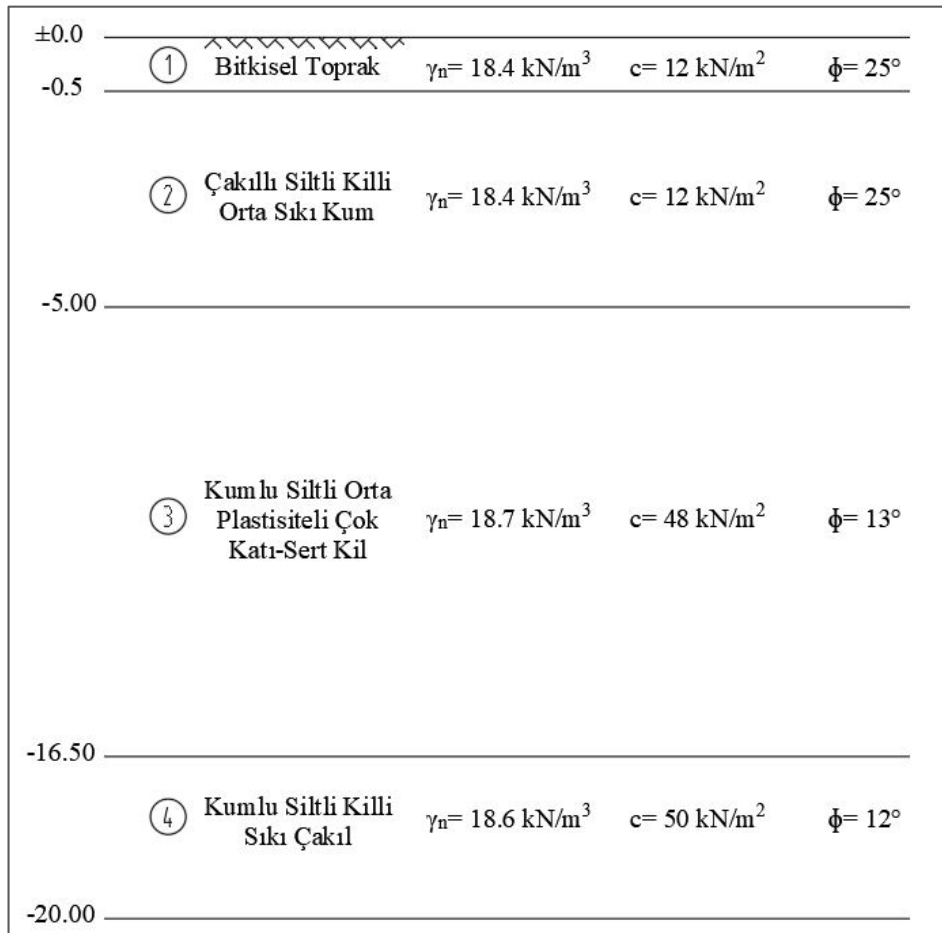 ±0.0
① Bitkisel Toprak γn= 18.4 kN/m³ c= 12 kN/m² ϕ= 25°
-0.5
Çakıllı Siltli Killi
② Orta Sıkı Kum γn= 18.4 kN/m³ c= 12 kN/m² ϕ= 25°
-5.00
Kumlu Siltli Orta
③ Plastisiteli Çok γn= 18.7 kN/m³ c= 48 kN/m² ϕ= 13°
Katı-Sert Kil
-16.50
Kumlu Siltli Killi
④ Sıkı Çakıl γn= 18.6 kN/m³ c= 50 kN/m² ϕ= 12°
-20.00